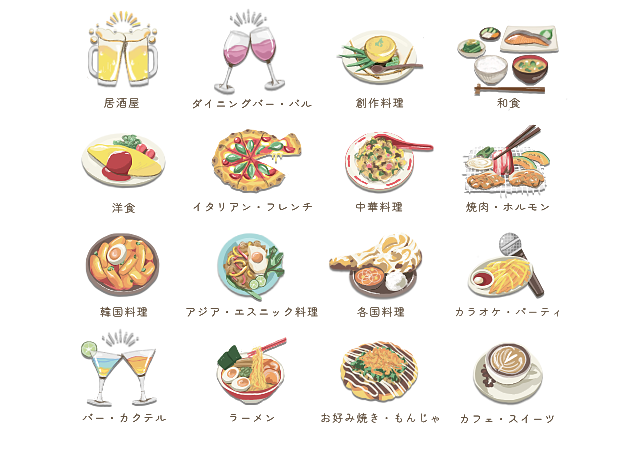 居酒屋
ダイニングバー・バル
創作料理
和食
洋食
イタリアン・フレンチ
中華料理
焼肉・ホルモン
韓国料理
アジア・エスニック料理
各国料理
カラオケ・パーティ
バー・カクテル
ラーメン
お好み焼き・もんじゃ
カフェ・スイーツ